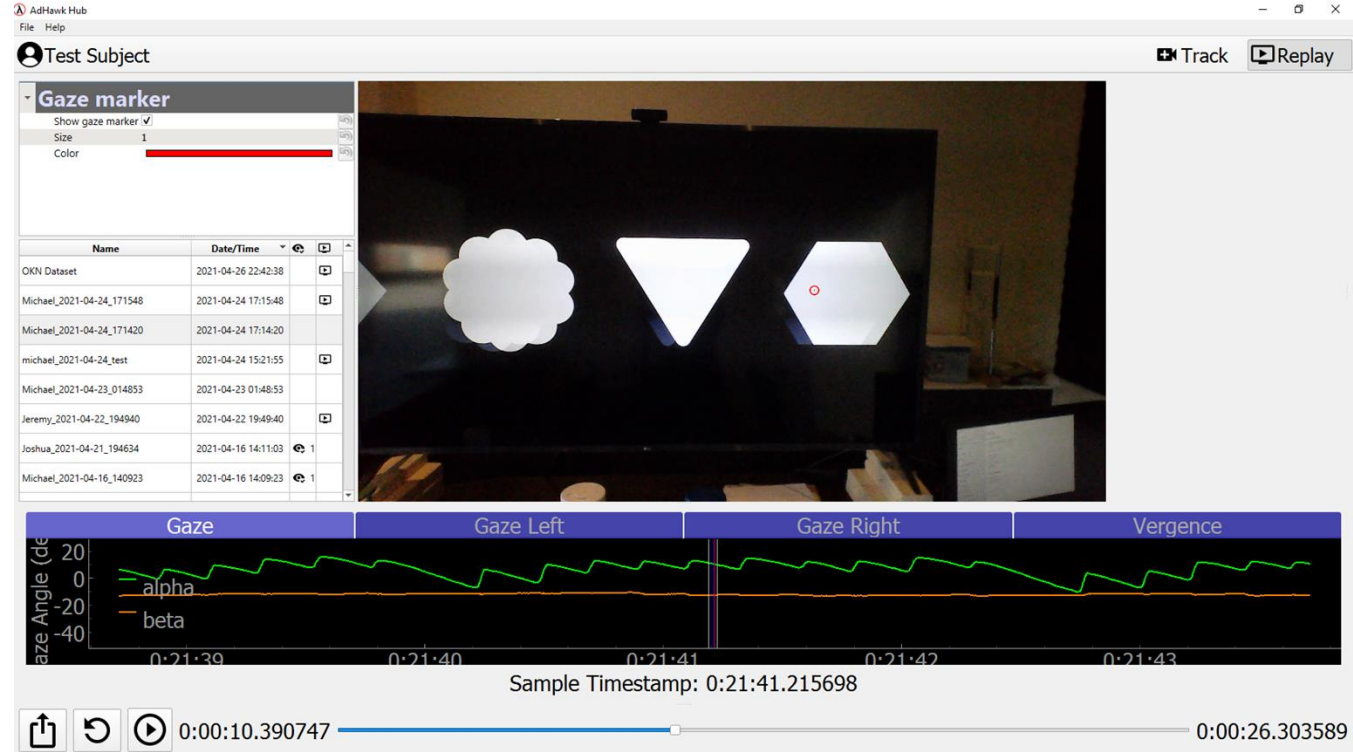 AdHawk Hub
File Help
Test Subject
Track Replay
Gaze marker
Show gaze marker
Size 1
Color
Name Date/Time
OKN Dataset 2021-04-26 22:42:38
Michael_2021-04-24_171548 2021-04-24 17:15:48
Michael_2021-04-24_171420 2021-04-24 17:14:20
michael_2021-04-24_test 2021-04-24 15:21:55
Michael_2021-04-23_014853 2021-04-23 01:48:53
Jeremy_2021-04-22_194940 2021-04-22 19:49:40
Joshua_2021-04-21_194634 2021-04-16 14:11:03 1
Michael_2021-04-16_140923 2021-04-16 14:09:23 1
Gaze Gaze Left Gaze Right Vergence
aze Angle (de
20
0
-20
-40
alpha
beta
0:21:39 0:21:40 0:21:41 0:21:42 0:21:43
Sample Timestamp: 0:21:41.215698
0:00:10.390747 0:00:26.303589